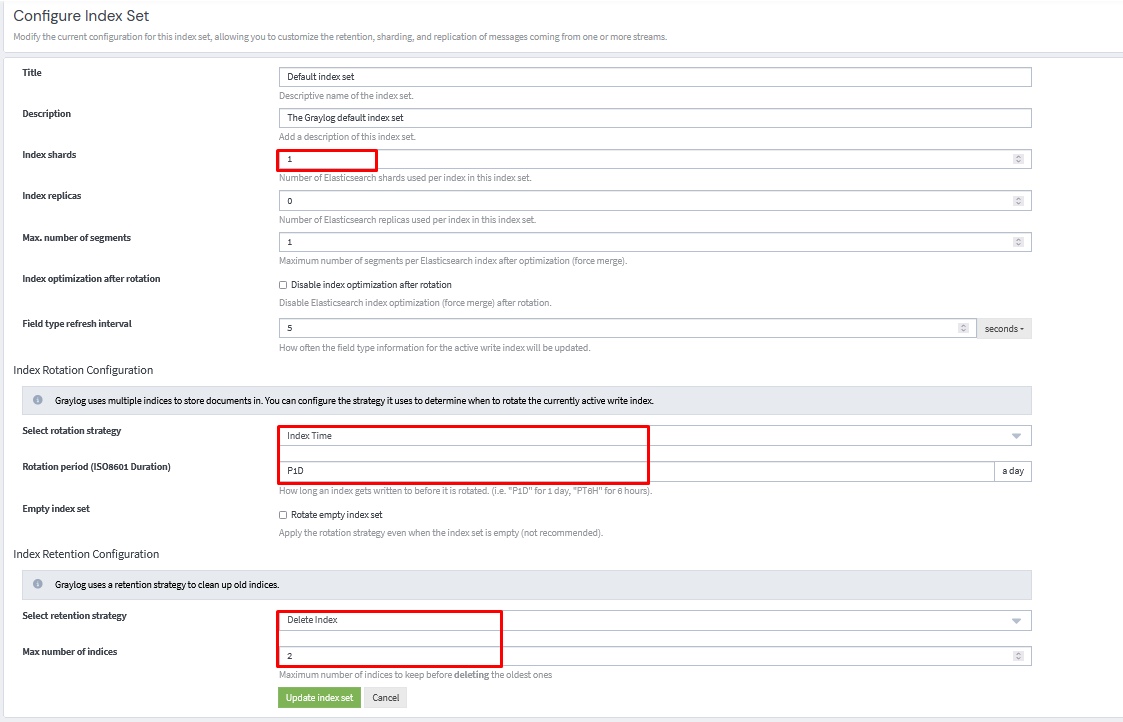 Configure Index Set
Modify the current configuration for this index set, allowing you to customize the retention, sharding, and replication of messages coming from one or more streams.
Title
Default index set
Descriptive name of the index set.
Description
The Graylog default index set
Add a description of this index set.
Index shards
1
Number of Elasticsearch shards used per index in this index set.
Index replicas
0
Number of Elasticsearch replicas used per index in this index set.
Max. number of segments
1
Maximum number of segments per Elasticsearch index after optimization (force merge).
Index optimization after rotation
Disable index optimization after rotation
Disable Elasticsearch index optimization (force merge) after rotation.
Field type refresh interval
5
seconds
How often the field type information for the active write index will be updated.
Index Rotation Configuration
Graylog uses multiple indices to store documents in. You can configure the strategy it uses to determine when to rotate the currently active write index.
Select rotation strategy
Index Time
Rotation period (ISO8601 Duration)
P1D
a day
How long an index gets written to before it is rotated. (i.e. "P1D" for 1 day, "PT6H" for 6 hours).
Empty index set
Rotate empty index set
Apply the rotation strategy even when the index set is empty (not recommended).
Index Retention Configuration
Graylog uses a retention strategy to clean up old indices.
Select retention strategy
Delete Index
Max number of indices
2
Maximum number of indices to keep before deleting the oldest ones
Update index set Cancel